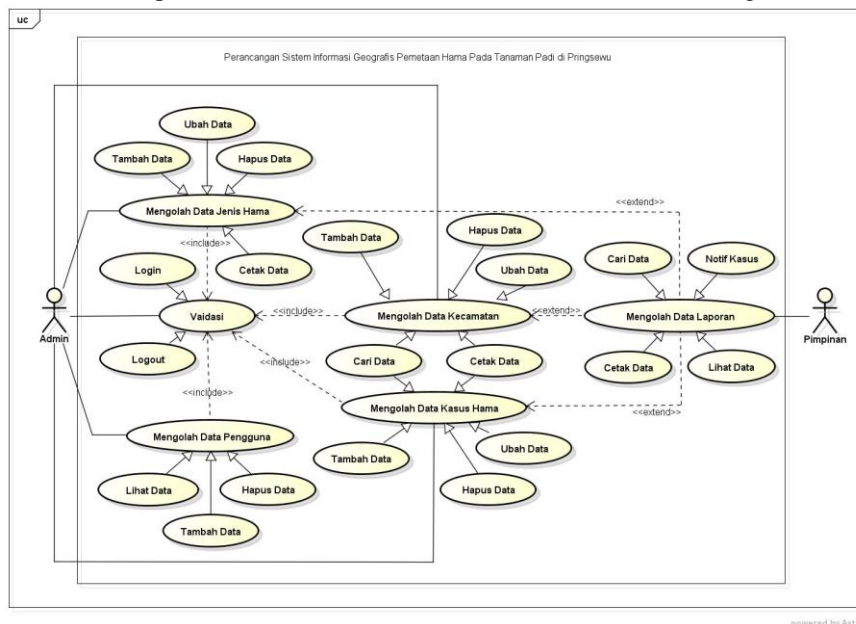 uc
Perancangan Sistem Informasi Geografis Pemetaan Hama Pada Tanaman Padi di Pringsewu
Ubah Data
Tambah Data
Hapus Data
Mengolah Data Jenis Hama
<<extend>>
<<include>>
Cetak Data
Tambah Data
Hapus Data
Ubah Data
Cari Data
Notif Kasus
Login
Vaidasi
<<include>>
Mengolah Data Kecamatan
<<extend>>
Mengolah Data Laporan
Admin
Pimpinan
Logout
<<include>>
Cari Data
Cetak Data
Cetak Data
Lihat Data
<<include>>
Mengolah Data Kasus Hama
<<extend>>
Mengolah Data Pengguna
Tambah Data
Ubah Data
Lihat Data
Hapus Data
Hapus Data
Tambah Data